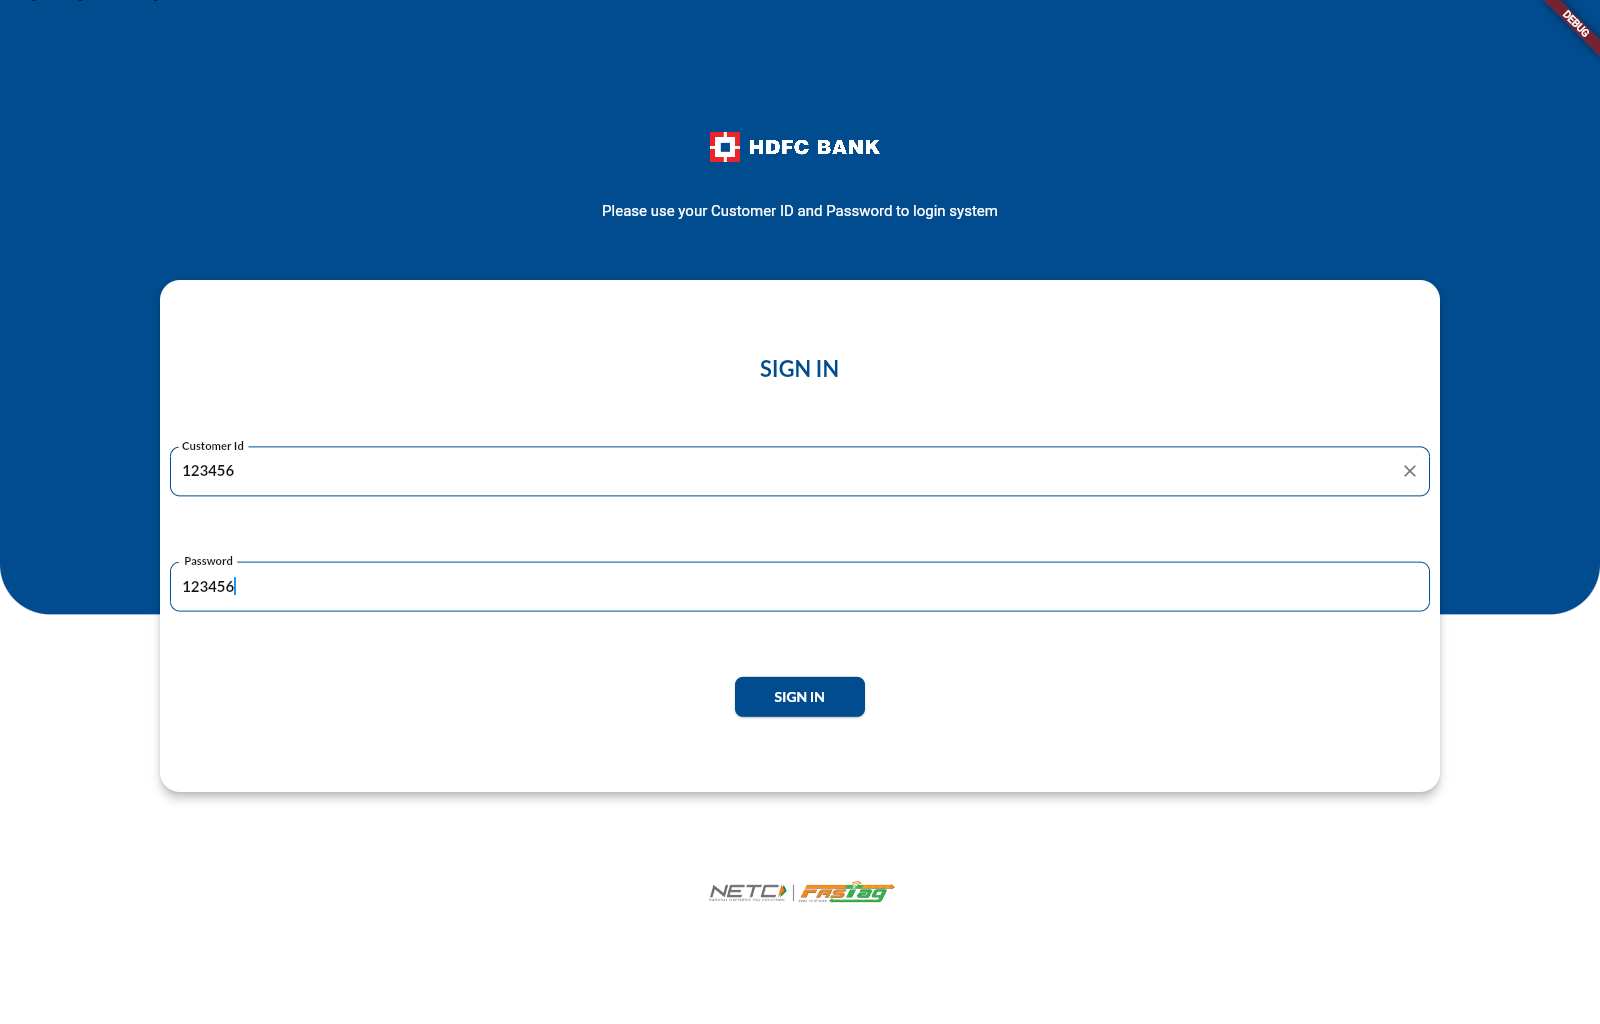 DEBUG
HDFC BANK
Please use your Customer ID and Password to login system
SIGN IN
Customer Id
123456
Password
123456
SIGN IN
NETC FASTag